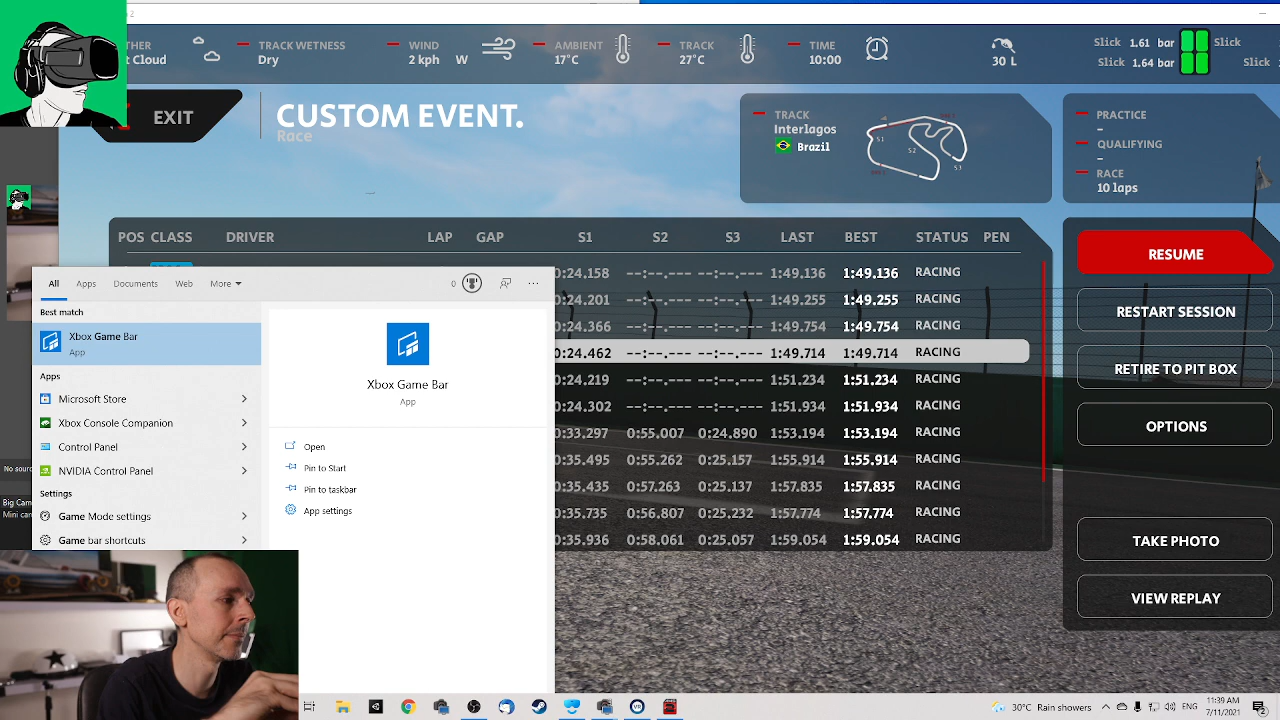 2
THER
t Cloud
TRACK WETNESS
Dry
WIND
2 kph W
AMBIENT
17°C
TRACK
27°C
TIME
10:00
30 L
Slick 1.61 bar Slick
Slick 1.64 bar Slick
EXIT
CUSTOM EVENT.
Race
TRACK
Interlagos
Brazil
S1
S2
S3
PRACTICE
–
QUALIFYING
–
RACE
10 laps
POS CLASS DRIVER LAP GAP S1 S2 S3 LAST BEST STATUS PEN
0:24.158 --:--.--- --:--.--- 1:49.136 1:49.136 RACING
0:24.201 --:--.--- --:--.--- 1:49.255 1:49.255 RACING
0:24.366 --:--.--- --:--.--- 1:49.754 1:49.754 RACING
0:24.462 --:--.--- --:--.--- 1:49.714 1:49.714 RACING
0:24.219 --:--.--- --:--.--- 1:51.234 1:51.234 RACING
0:24.302 --:--.--- --:--.--- 1:51.934 1:51.934 RACING
0:33.297 0:55.007 0:24.890 1:53.194 1:53.194 RACING
0:35.495 0:55.262 0:25.157 1:55.914 1:55.914 RACING
0:35.435 0:57.263 0:25.137 1:57.835 1:57.835 RACING
0:35.735 0:56.807 0:25.232 1:57.774 1:57.774 RACING
0:35.936 0:58.061 0:25.057 1:59.054 1:59.054 RACING
RESUME
RESTART SESSION
RETIRE TO PIT BOX
OPTIONS
TAKE PHOTO
VIEW REPLAY
All Apps Documents Web More 0 ...
Best match
Xbox Game Bar
App
Apps
Microsoft Store
Xbox Console Companion
Control Panel
NVIDIA Control Panel
Settings
Game Mode settings
Game bar shortcuts
Xbox Game Bar
App
Open
Pin to Start
Pin to taskbar
App settings
No sourc
Big Cam
Mini cam
30°C Rain showers
11:39 AM
7/11/2021
2